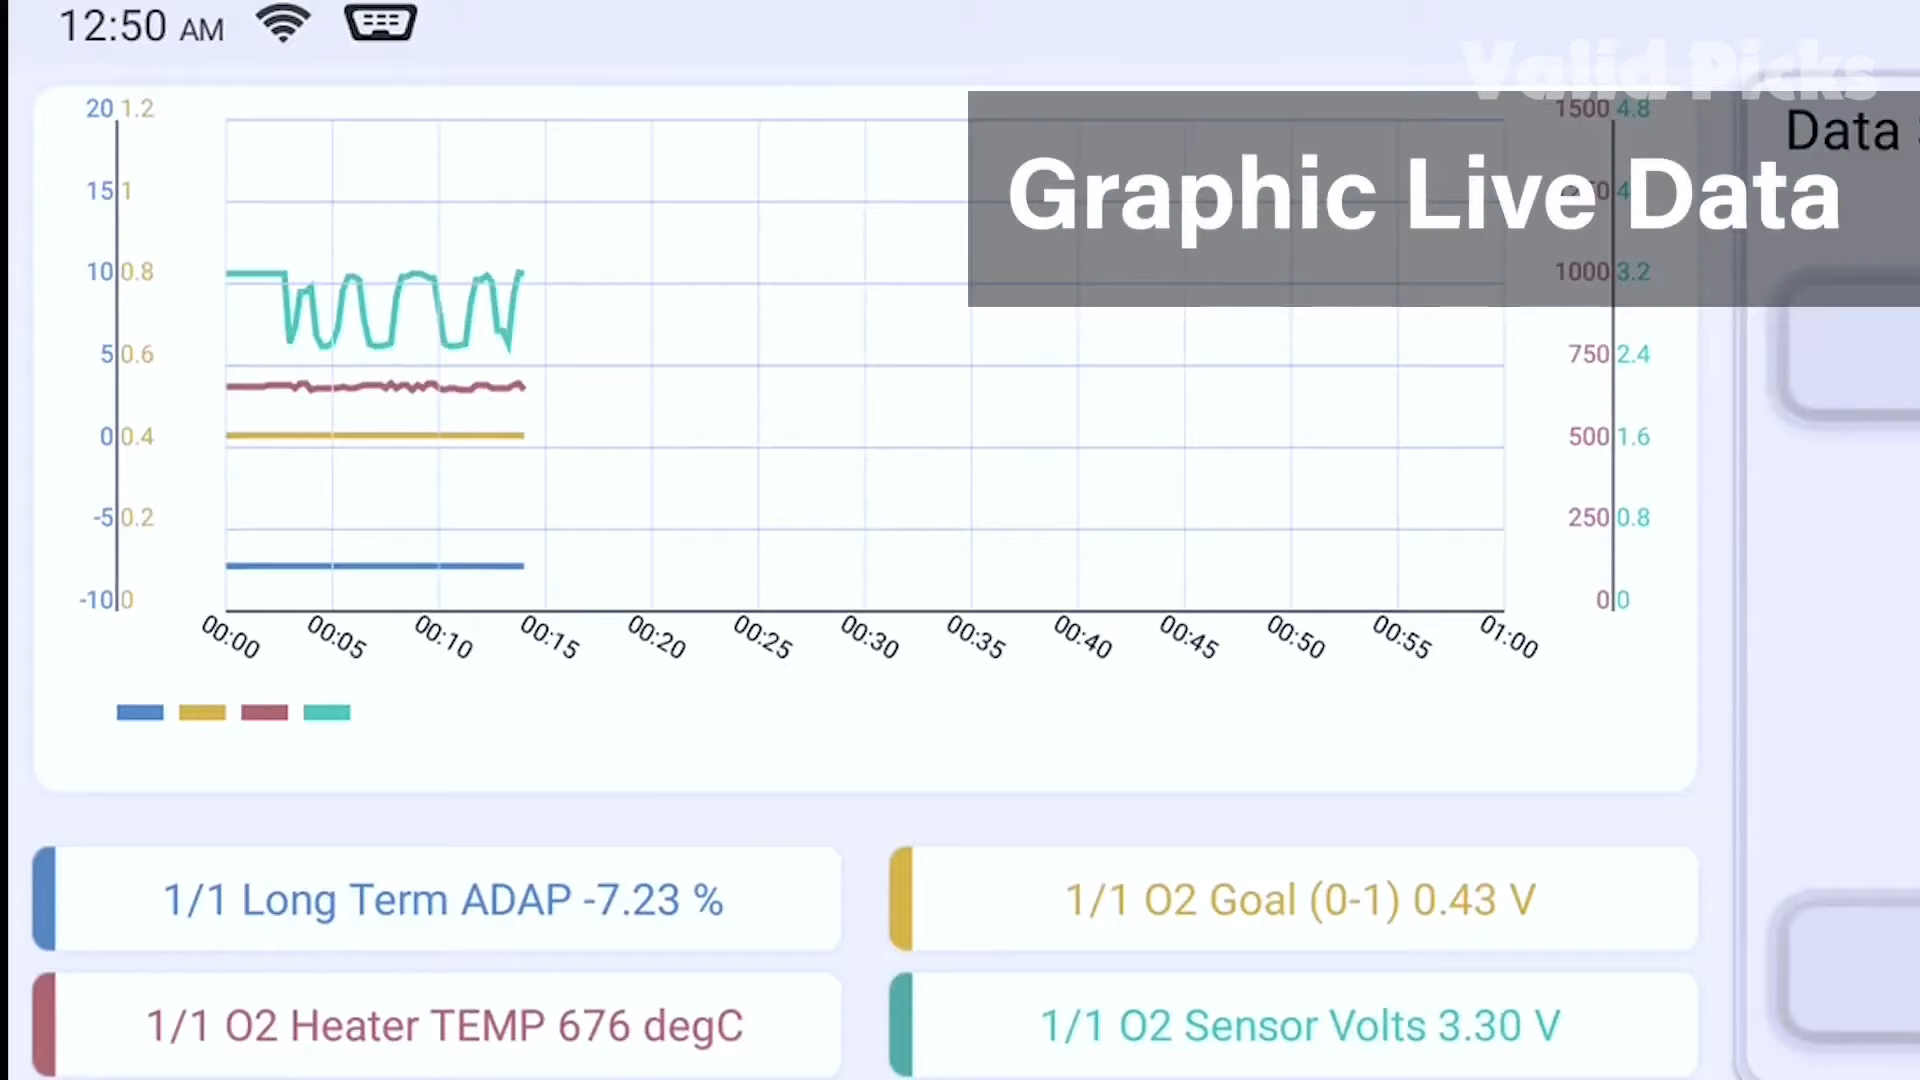 12:50 AM
Valid Picks
Graphic Live Data
Data
20 1.2
15 1
10 0.8
5 0.6
0 0.4
-5 0.2
-10 0
1500 4.8
1000 3.2
750 2.4
500 1.6
250 0.8
0 0
00:00 00:05 00:10 00:15 00:20 00:25 00:30 00:35 00:40 00:45 00:50 00:55 01:00
1/1 Long Term ADAP -7.23 %
1/1 O2 Goal (0-1) 0.43 V
1/1 O2 Heater TEMP 676 degC
1/1 O2 Sensor Volts 3.30 V